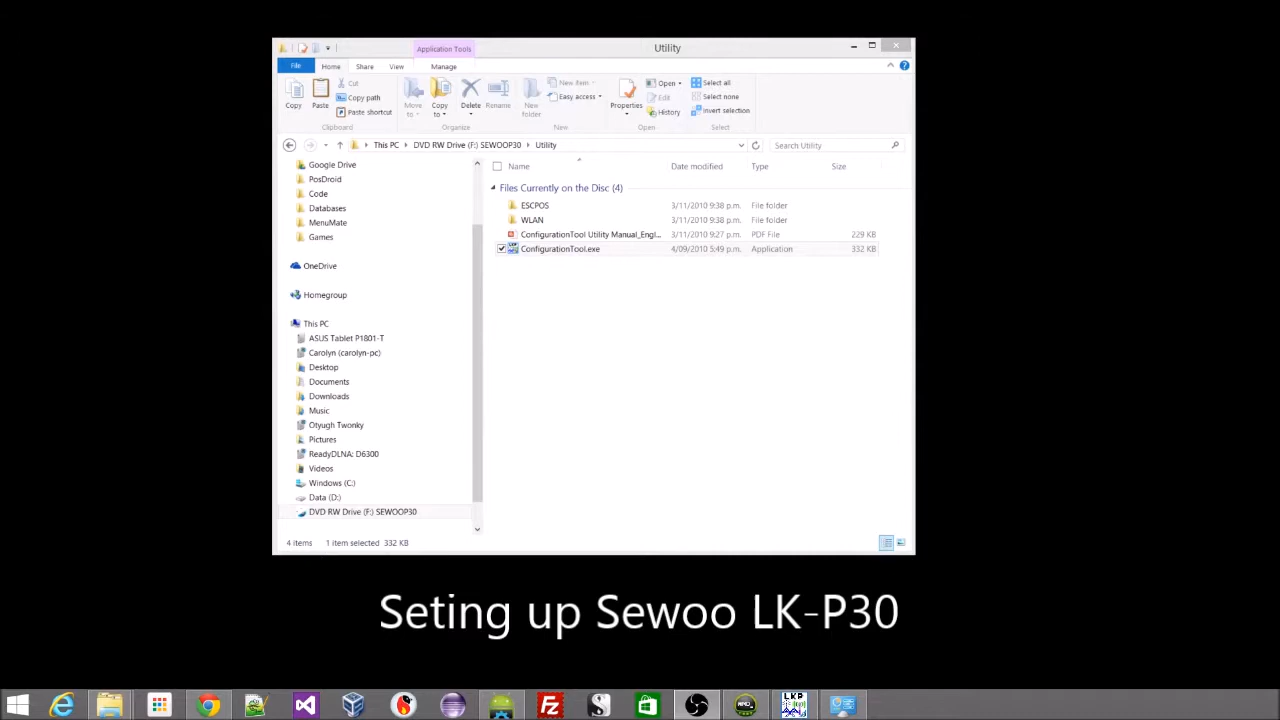 Application Tools
Utility
File
Home
Share
View
Manage
Copy
Paste
Cut
Copy path
Paste shortcut
Clipboard
Move to
Copy to
Delete
Rename
Organize
New folder
New item
Easy access
New
Properties
Open
Edit
History
Open
Select all
Select none
Invert selection
Select
This PC
DVD RW Drive (F:) SEWOOP30
Utility
Search Utility
Google Drive
PosDroid
Code
Databases
MenuMate
Games
OneDrive
Homegroup
This PC
ASUS Tablet P1801-T
Carolyn (carolyn-pc)
Desktop
Documents
Downloads
Music
Otyugh Twonky
Pictures
ReadyDLNA: D6300
Videos
Windows (C:)
Data (D:)
DVD RW Drive (F:) SEWOOP30
Name Date modified Type Size
Files Currently on the Disc (4)
ESCPOS 3/11/2010 9:38 p.m. File folder
WLAN 3/11/2010 9:38 p.m. File folder
ConfigurationTool Utility Manual_Engl... 3/11/2010 9:27 p.m. PDF File 229 KB
ConfigurationTool.exe 4/09/2010 5:49 p.m. Application 332 KB
4 items 1 item selected 332 KB
Seting up Sewoo LK-P30
Fz
S
LKP